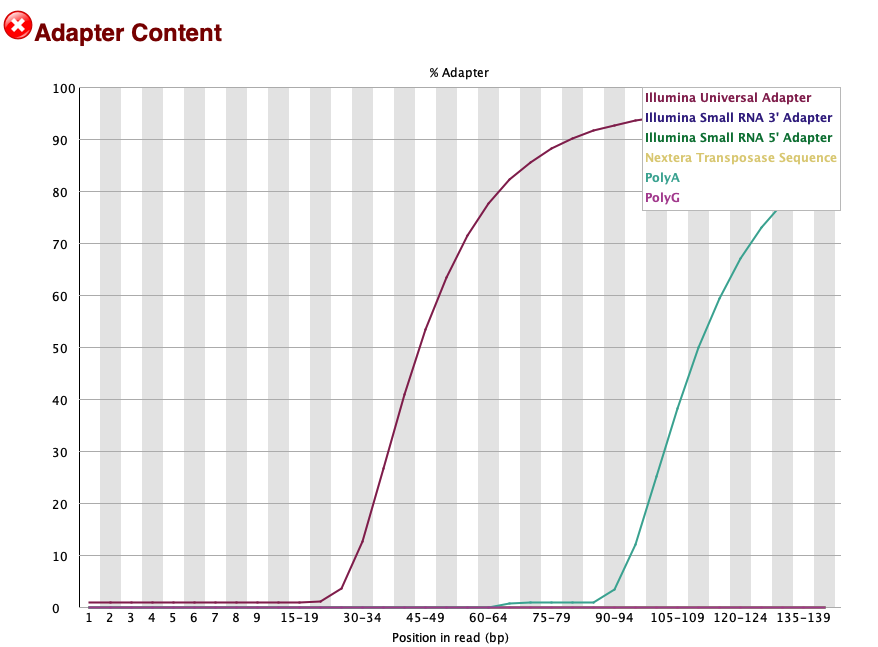 Adapter Content
% Adapter
100
90
80
70
60
50
40
30
20
10
0
Illumina Universal Adapter
Illumina Small RNA 3' Adapter
Illumina Small RNA 5' Adapter
Nextera Transposase Sequence
PolyA
PolyG
1 2 3 4 5 6 7 8 9 15-19 30-34 45-49 60-64 75-79 90-94 105-109 120-124 135-139
Position in read (bp)